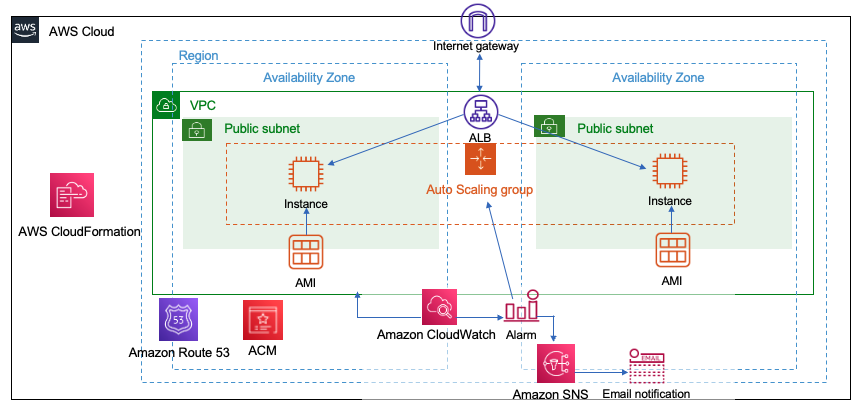 aws
AWS Cloud
Internet gateway
Region
Availability Zone
Availability Zone
VPC
Public subnet
ALB
Public subnet
Auto Scaling group
Instance
Instance
AWS CloudFormation
AMI
AMI
53
Amazon Route 53
ACM
Amazon CloudWatch
Alarm
Amazon SNS
EMAIL
Email notification